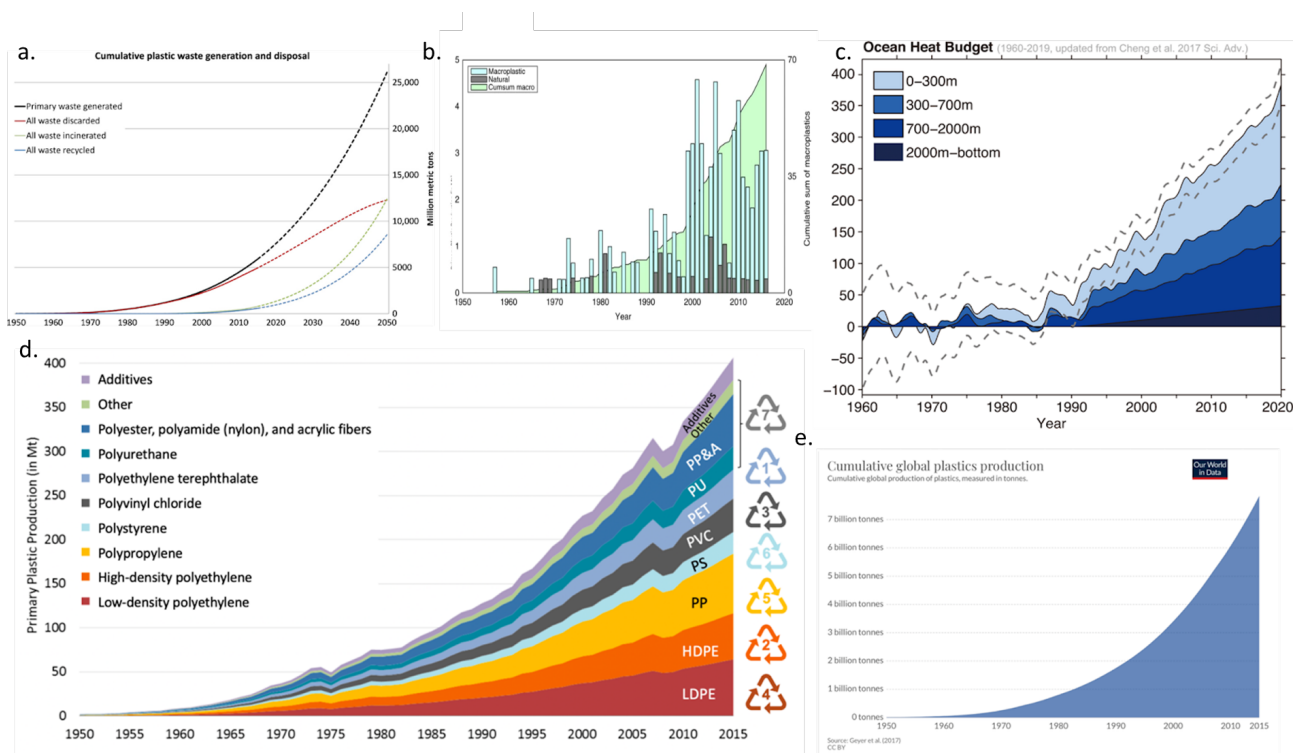 a.
Cumulative plastic waste generation and disposal
Primary waste generated
All waste discarded
All waste incinerated
All waste recycled
25,000
20,000
15,000
10,000
5000
0
Million metric tons
1950 1960 1970 1980 1990 2000 2010 2020 2030 2040 2050
b.
Macroplastic
Natural
Cumsum macro
5
4
3
2
1
0
70
35
0
Cumulative sum of macroplastics
1950 1960 1970 1980 1990 2000 2010 2020
Year
c.
Ocean Heat Budget (1960-2019, updated from Cheng et al. 2017 Sci. Adv.)
0-300m
300-700m
700-2000m
2000m-bottom
400
350
300
250
200
150
100
50
0
-50
-100
1960 1970 1980 1990 2000 2010 2020
Year
d.
Primary Plastic Production (in Mt)
400
350
300
250
200
150
100
50
0
Additives
Other
Polyester, polyamide (nylon), and acrylic fibers
Polyurethane
Polyethylene terephthalate
Polyvinyl chloride
Polystyrene
Polypropylene
High-density polyethylene
Low-density polyethylene
Additives
Other
PP&A
PU
PET
PVC
PS
PP
HDPE
LDPE
7
1
3
6
5
2
4
1950 1955 1960 1965 1970 1975 1980 1985 1990 1995 2000 2005 2010 2015
e.
Cumulative global plastics production
Cumulative global production of plastics, measured in tonnes.
Our World
in Data
7 billion tonnes
6 billion tonnes
5 billion tonnes
4 billion tonnes
3 billion tonnes
2 billion tonnes
1 billion tonnes
0 tonnes
1950 1960 1970 1980 1990 2000 2010 2015
Source: Geyer et al. (2017)
CC BY